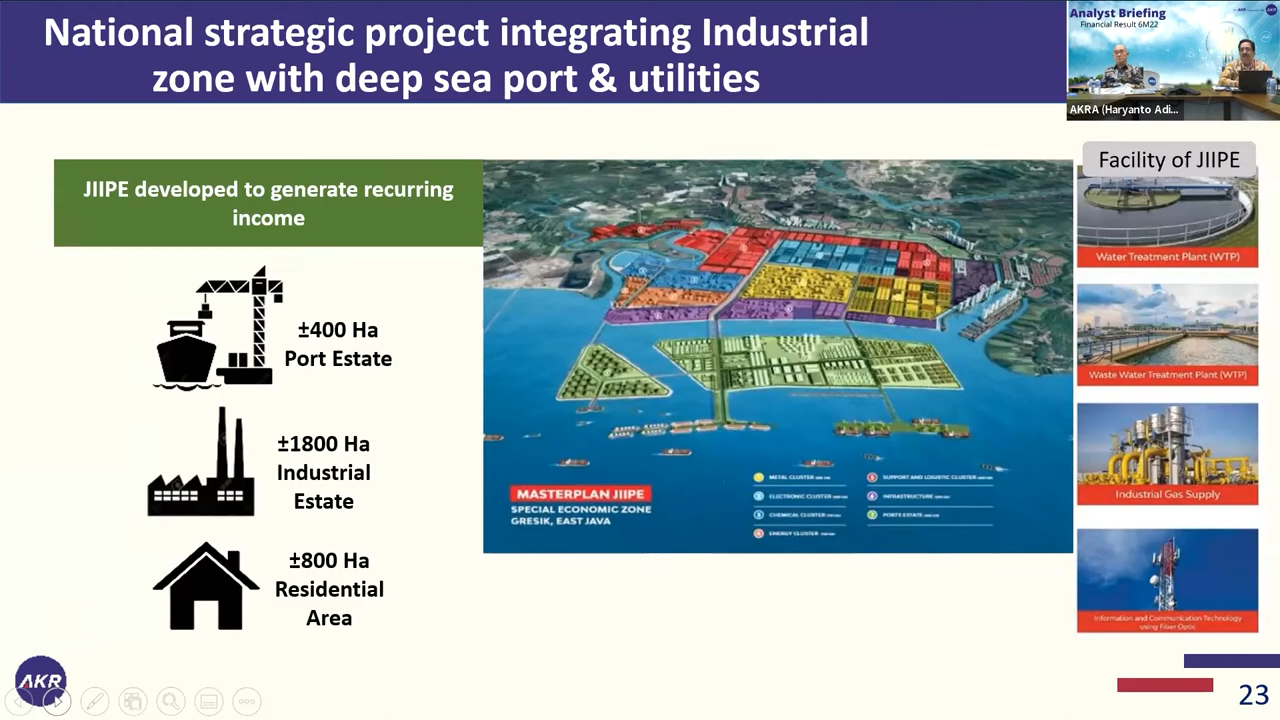 National strategic project integrating Industrial
zone with deep sea port & utilities
Analyst Briefing
Financial Result 6M22
AKRA (Haryanto Adi...
JIIPE developed to generate recurring
income
±400 Ha
Port Estate
±1800 Ha
Industrial
Estate
±800 Ha
Residential
Area
MASTERPLAN JIIPE
SPECIAL ECONOMIC ZONE
GRESIK, EAST JAVA
METAL CLUSTER
ELECTRONIC CLUSTER
CHEMICAL CLUSTER
ENERGY CLUSTER
SUPPORT AND LOGISTIC CLUSTER
INFRASTRUCTURE
PORTS ESTATE
Facility of JIIPE
Water Treatment Plant (WTP)
Waste Water Treatment Plant (WTP)
Industrial Gas Supply
Information and Communication Technology
using Fiber Optic
AKR
23